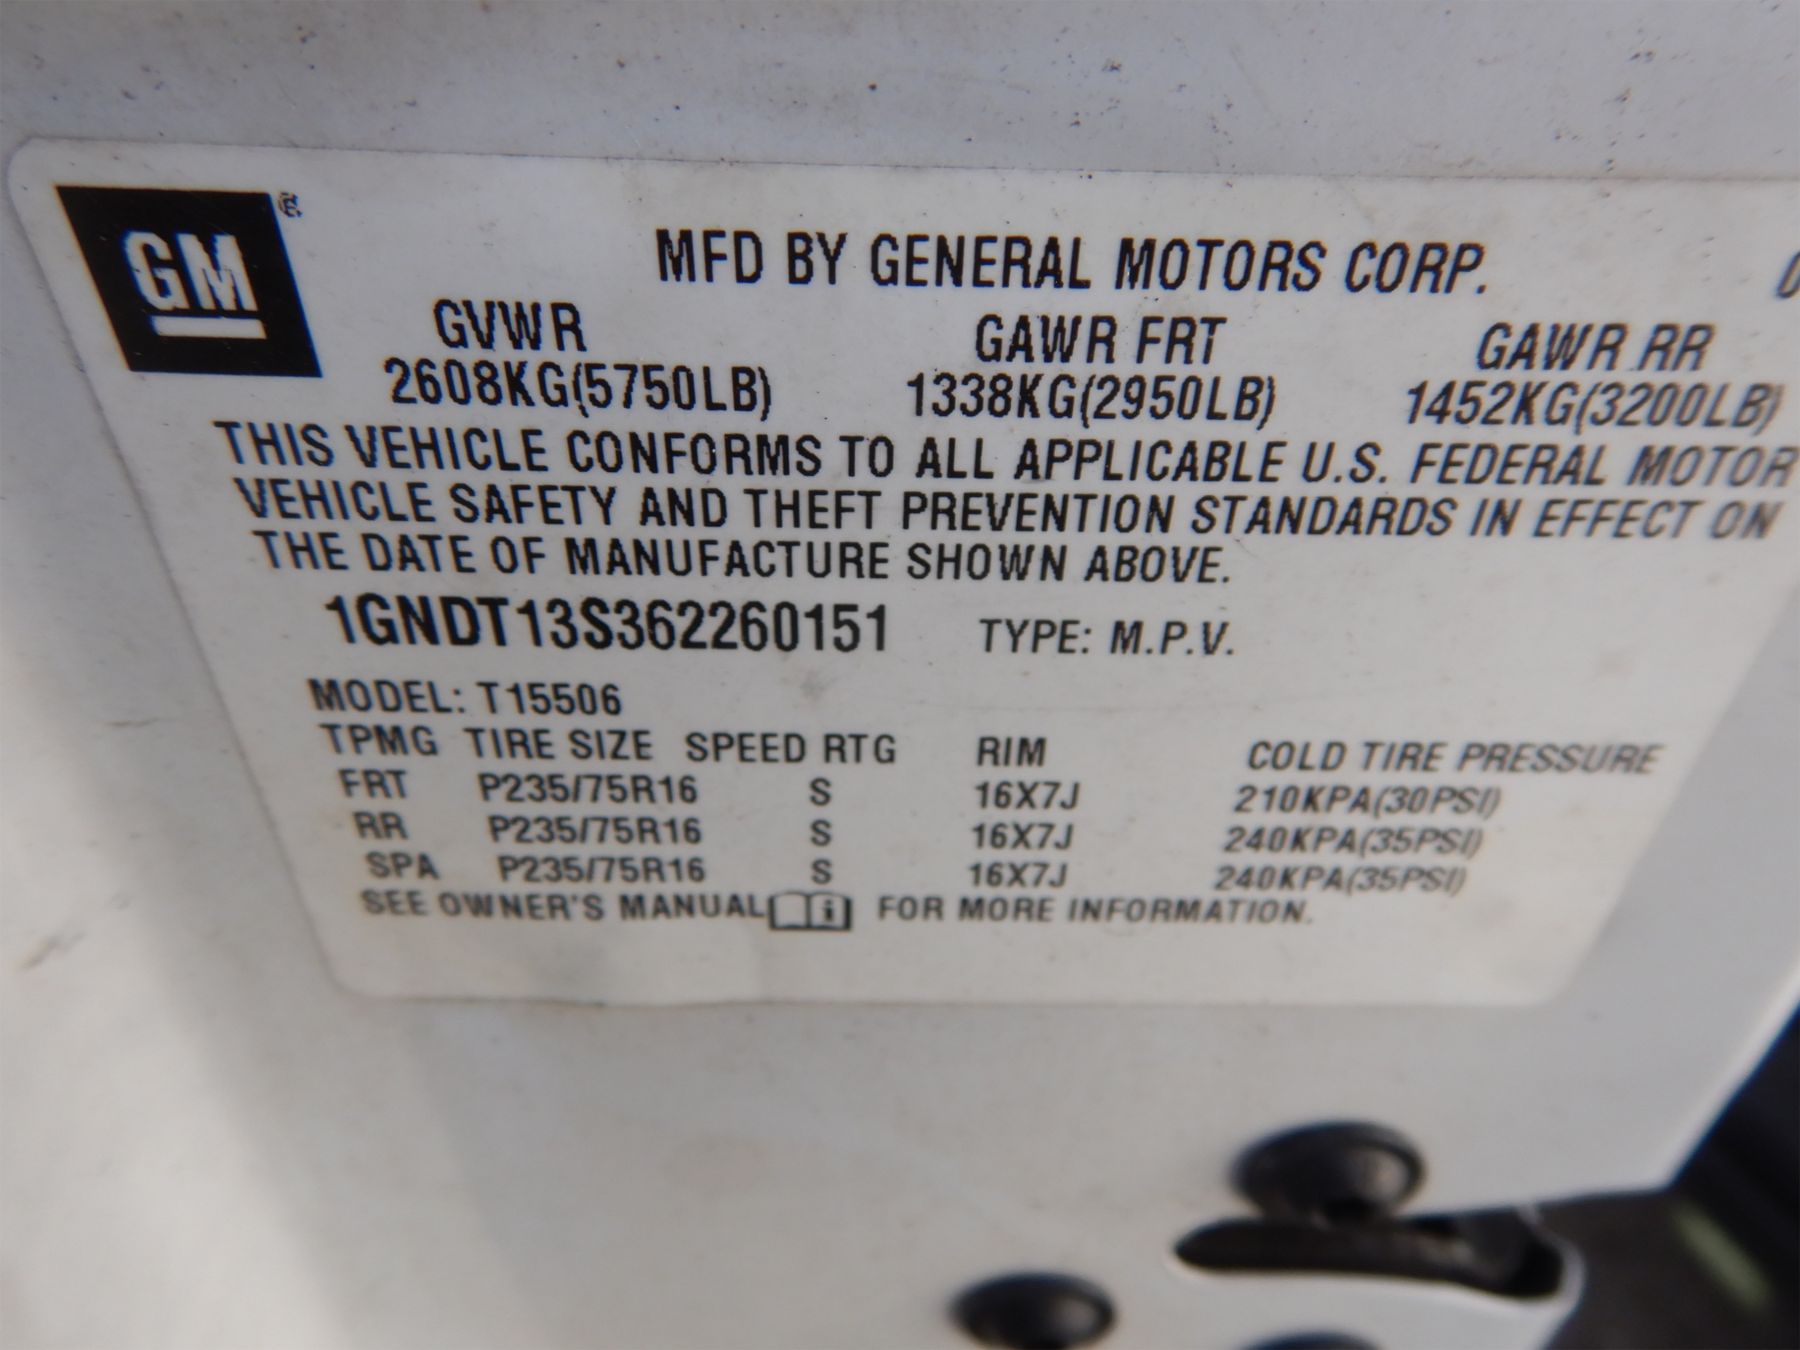 GM ®
MFD BY GENERAL MOTORS CORP.
GVWR GAWR FRT GAWR RR
2608KG(5750LB) 1338KG(2950LB) 1452KG(3200LB)
THIS VEHICLE CONFORMS TO ALL APPLICABLE U.S. FEDERAL MOTOR
VEHICLE SAFETY AND THEFT PREVENTION STANDARDS IN EFFECT ON
THE DATE OF MANUFACTURE SHOWN ABOVE.
1GNDT13S362260151 TYPE: M.P.V.
MODEL: T15506
TPMG TIRE SIZE SPEED RTG RIM COLD TIRE PRESSURE
FRT P235/75R16 S 16X7J 210KPA(30PSI)
RR P235/75R16 S 16X7J 240KPA(35PSI)
SPA P235/75R16 S 16X7J 240KPA(35PSI)
SEE OWNER'S MANUAL i FOR MORE INFORMATION.